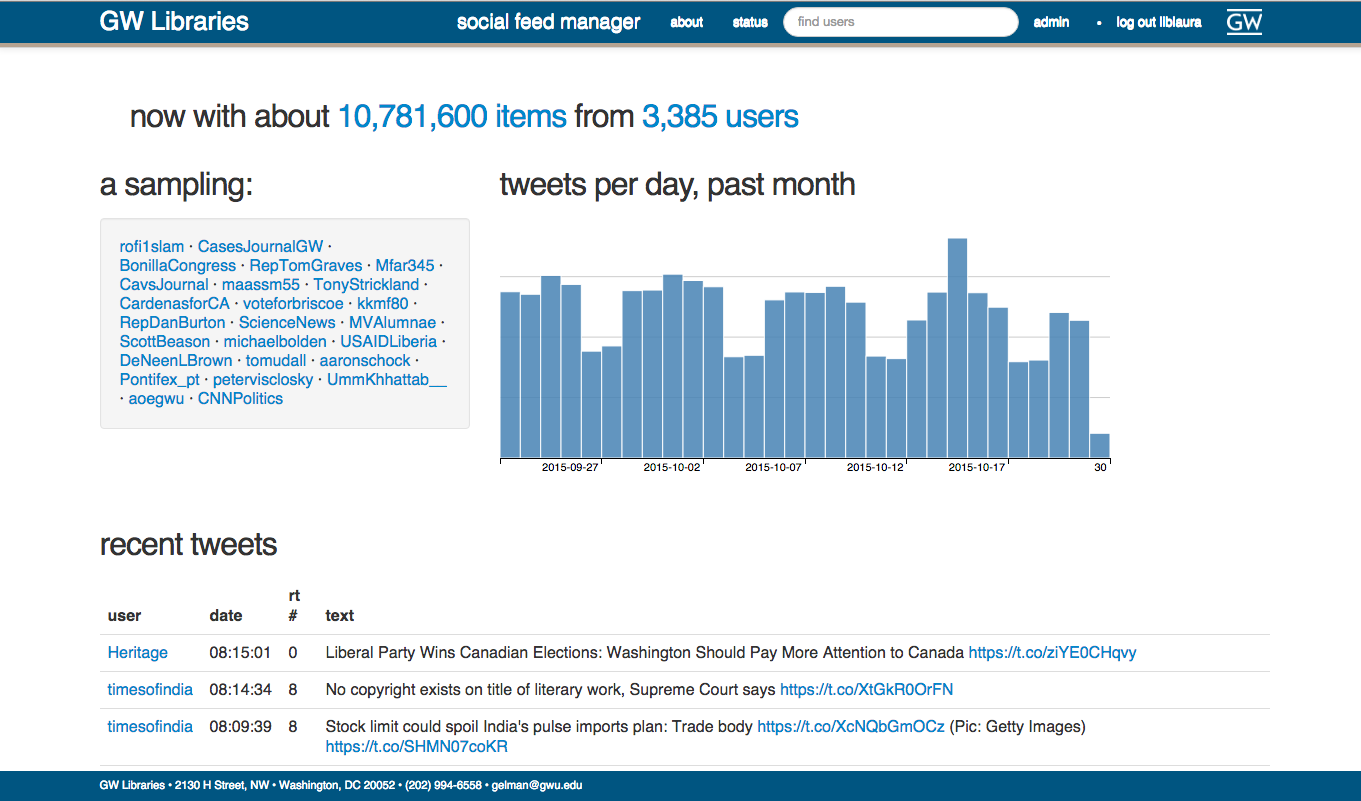 GW Libraries social feed manager about status find users admin • log out liblaura GW
now with about 10,781,600 items from 3,385 users
a sampling:
rofi1slam · CasesJournalGW ·
BonillaCongress · RepTomGraves · Mfar345 ·
CavsJournal · maassm55 · TonyStrickland ·
CardenasforCA · voteforbriscoe · kkmf80 ·
RepDanBurton · ScienceNews · MVAlumnae ·
ScottBeason · michaelbolden · USAIDLiberia ·
DeNeenLBrown · tomudall · aaronschock ·
Pontifex_pt · petervisclosky · UmmKhhattab__
· aoegwu · CNNPolitics
tweets per day, past month
2015-09-27 2015-10-02 2015-10-07 2015-10-12 2015-10-17 30
recent tweets
user date rt # text
Heritage 08:15:01 0 Liberal Party Wins Canadian Elections: Washington Should Pay More Attention to Canada https://t.co/ziYE0CHqvy
timesofindia 08:14:34 8 No copyright exists on title of literary work, Supreme Court says https://t.co/XtGkR0OrFN
timesofindia 08:09:39 8 Stock limit could spoil India's pulse imports plan: Trade body https://t.co/XcNQbGmOCz (Pic: Getty Images)
https://t.co/SHMN07coKR
GW Libraries • 2130 H Street, NW • Washington, DC 20052 • (202) 994-6558 • gelman@gwu.edu